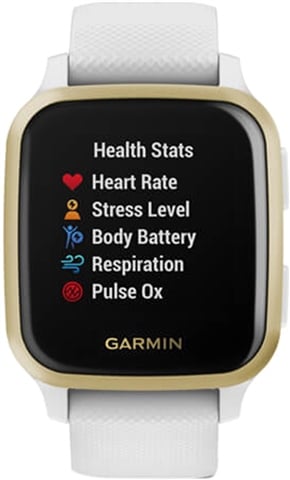 Health Stats
Heart Rate
Stress Level
Body Battery
Respiration
Pulse Ox
GARMIN